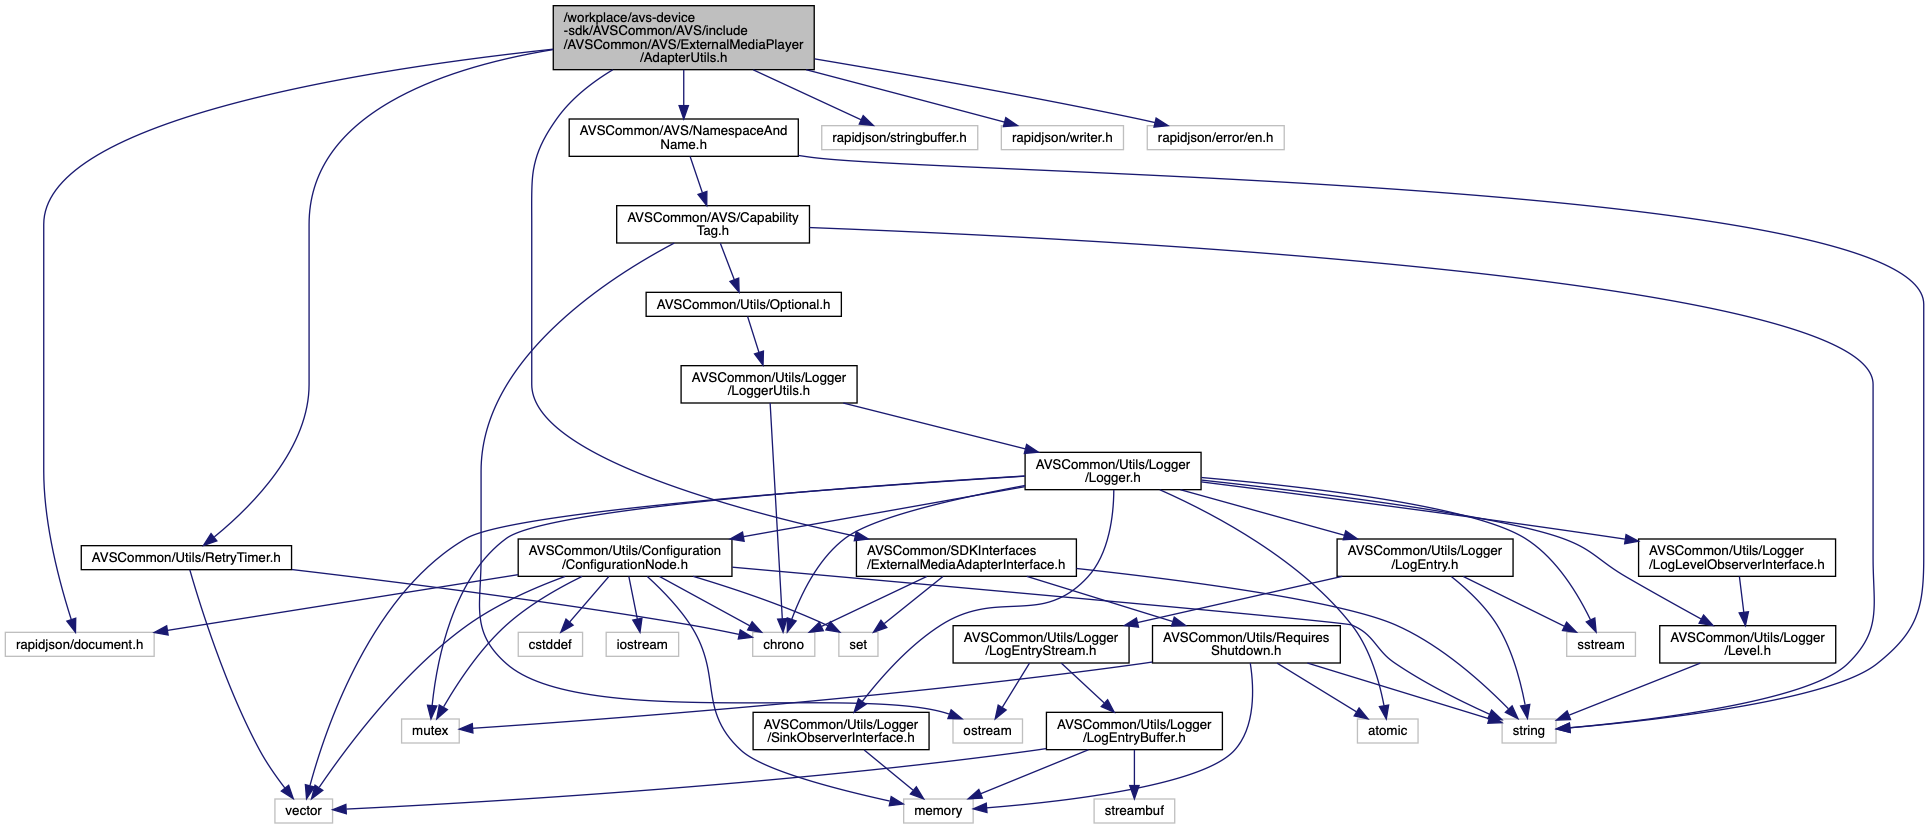 /workplace/avs-device
-sdk/AVSCommon/AVS/include
/AVSCommon/AVS/ExternalMediaPlayer
/AdapterUtils.h
AVSCommon/AVS/NamespaceAnd
Name.h
rapidjson/stringbuffer.h
rapidjson/writer.h
rapidjson/error/en.h
AVSCommon/AVS/Capability
Tag.h
AVSCommon/Utils/Optional.h
AVSCommon/Utils/Logger
/LoggerUtils.h
AVSCommon/Utils/Logger
/Logger.h
AVSCommon/Utils/RetryTimer.h
AVSCommon/Utils/Configuration
/ConfigurationNode.h
AVSCommon/SDKInterfaces
/ExternalMediaAdapterInterface.h
AVSCommon/Utils/Logger
/LogEntry.h
AVSCommon/Utils/Logger
/LogLevelObserverInterface.h
rapidjson/document.h
cstddef
iostream
chrono
set
AVSCommon/Utils/Logger
/LogEntryStream.h
AVSCommon/Utils/Requires
Shutdown.h
sstream
AVSCommon/Utils/Logger
/Level.h
mutex
AVSCommon/Utils/Logger
/SinkObserverInterface.h
ostream
AVSCommon/Utils/Logger
/LogEntryBuffer.h
atomic
string
vector
memory
streambuf